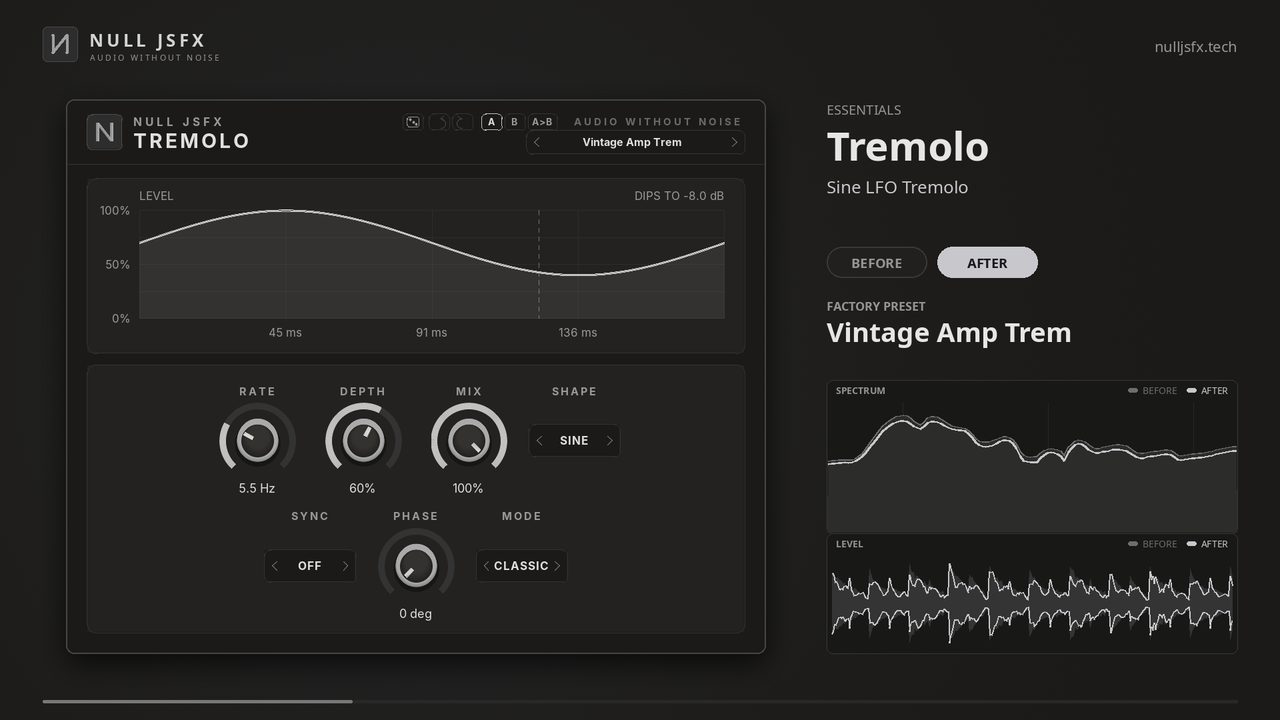 NULL JSFX
AUDIO WITHOUT NOISE
nulljsfx.tech
N
NULL JSFX
TREMOLO
A B A>B
AUDIO WITHOUT NOISE
Vintage Amp Trem
LEVEL
DIPS TO -8.0 dB
100%
50%
0%
45 ms
91 ms
136 ms
RATE
DEPTH
MIX
SHAPE
SINE
5.5 Hz
60%
100%
SYNC
PHASE
MODE
OFF
CLASSIC
0 deg
ESSENTIALS
Tremolo
Sine LFO Tremolo
BEFORE
AFTER
FACTORY PRESET
Vintage Amp Trem
SPECTRUM
BEFORE
AFTER
LEVEL
BEFORE
AFTER